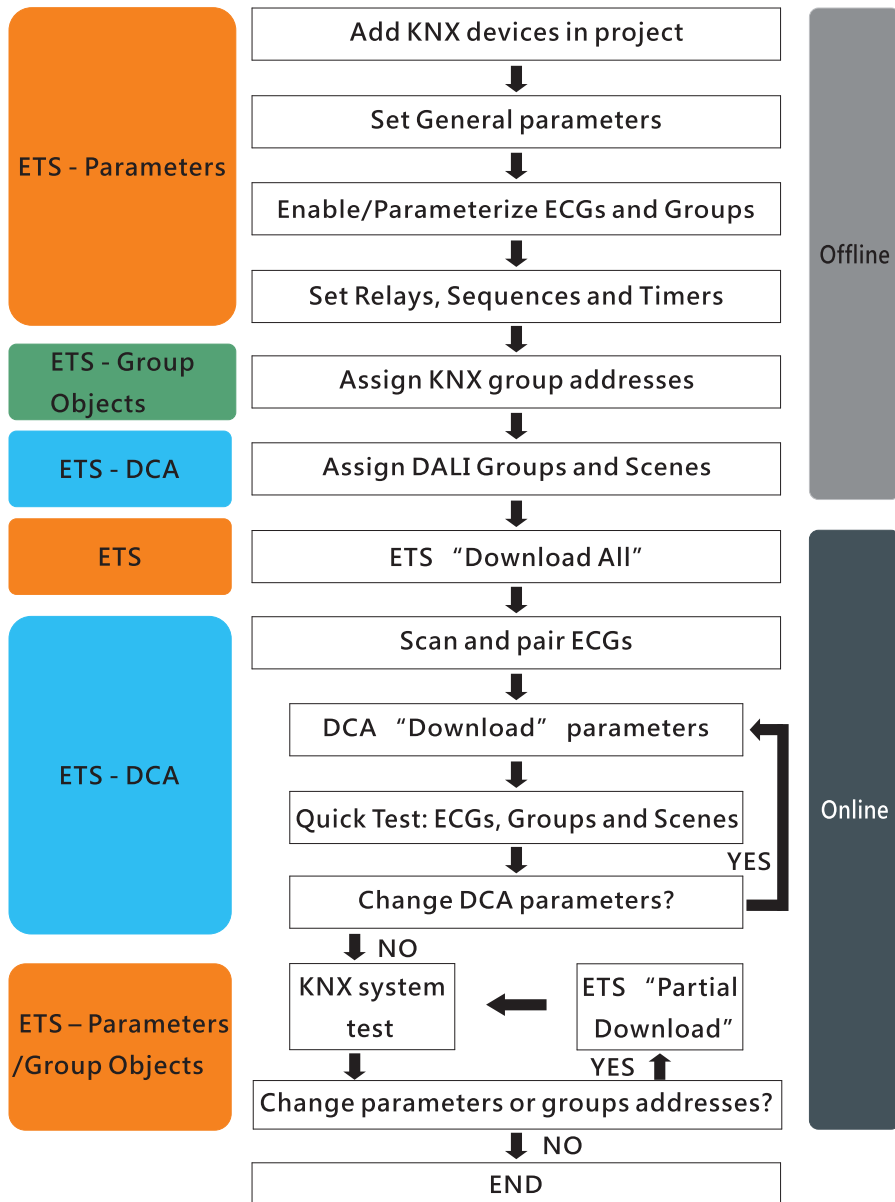 Add KNX devices in project
Set General parameters
ETS - Parameters
Enable/Parameterize ECGs and Groups
Offline
Set Relays, Sequences and Timers
ETS - Group
Objects
Assign KNX group addresses
ETS - DCA
Assign DALI Groups and Scenes
ETS
ETS “Download All”
Scan and pair ECGs
DCA “Download” parameters
ETS - DCA
Quick Test: ECGs, Groups and Scenes
Online
YES
Change DCA parameters?
NO
KNX system
test
ETS “Partial
Download”
ETS – Parameters
/Group Objects
YES
Change parameters or groups addresses?
NO
END